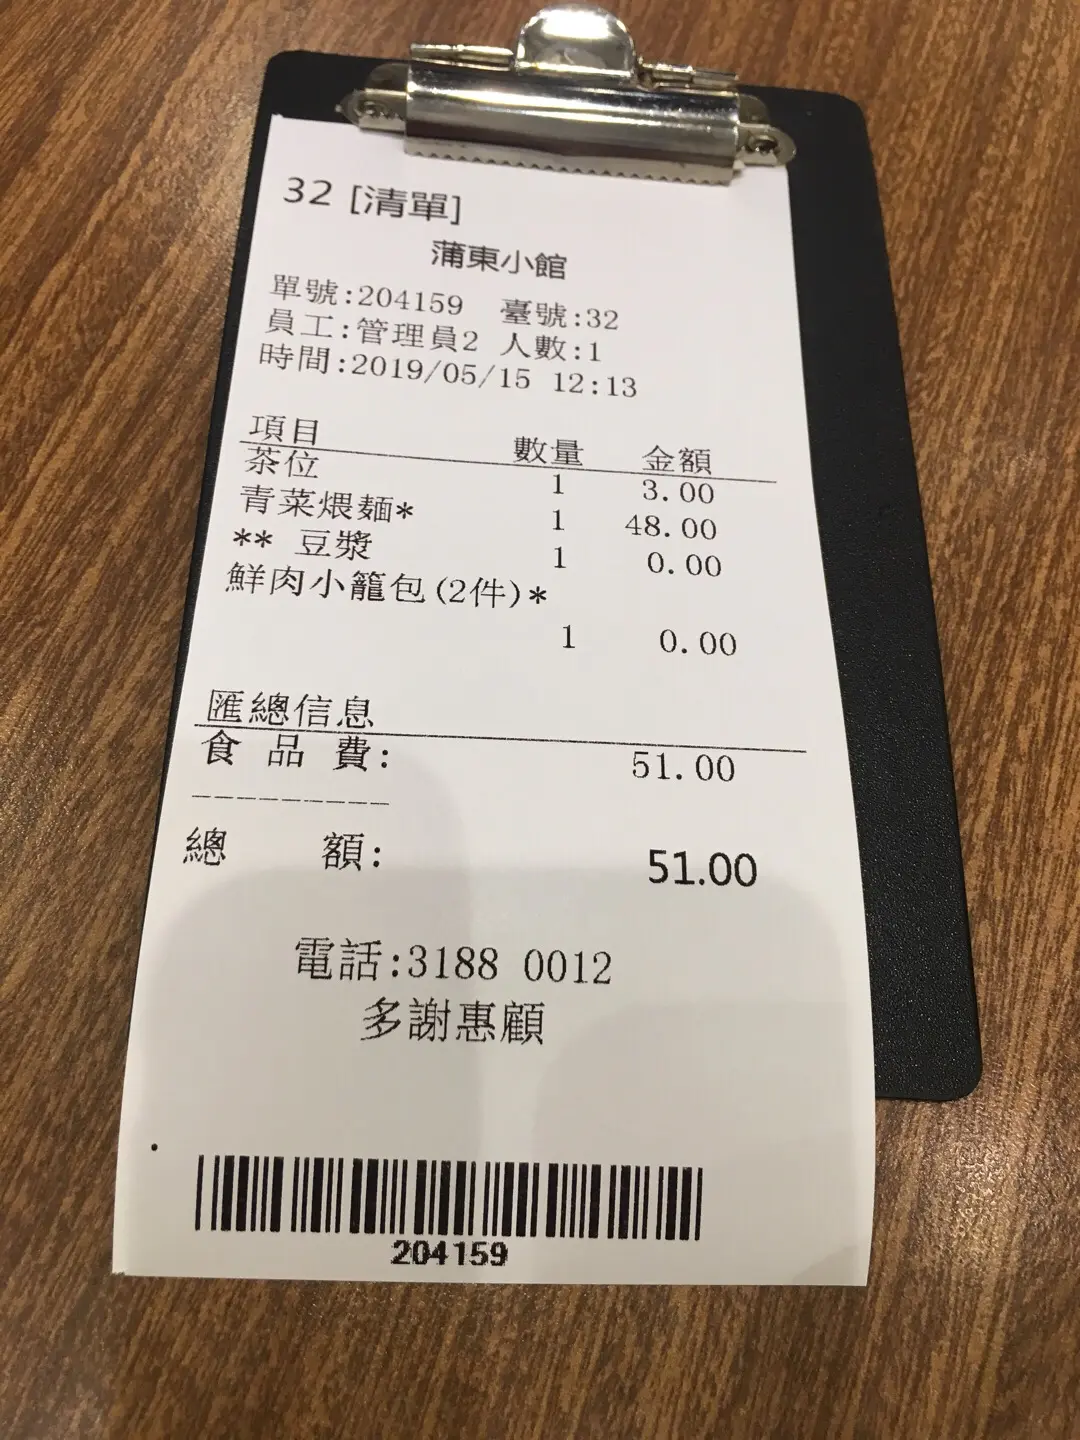 32 [清單]
蒲東小館
單號:204159 臺號:32
員工:管理員2 人數:1
時間:2019/05/15 12:13
項目 數量 金額
茶位 1 3.00
青菜煨麵* 1 48.00
** 豆漿 1 0.00
鮮肉小籠包(2件)*
1 0.00
匯總信息
食品費: 51.00
---------
總額: 51.00
電話:3188 0012
多謝惠顧
204159